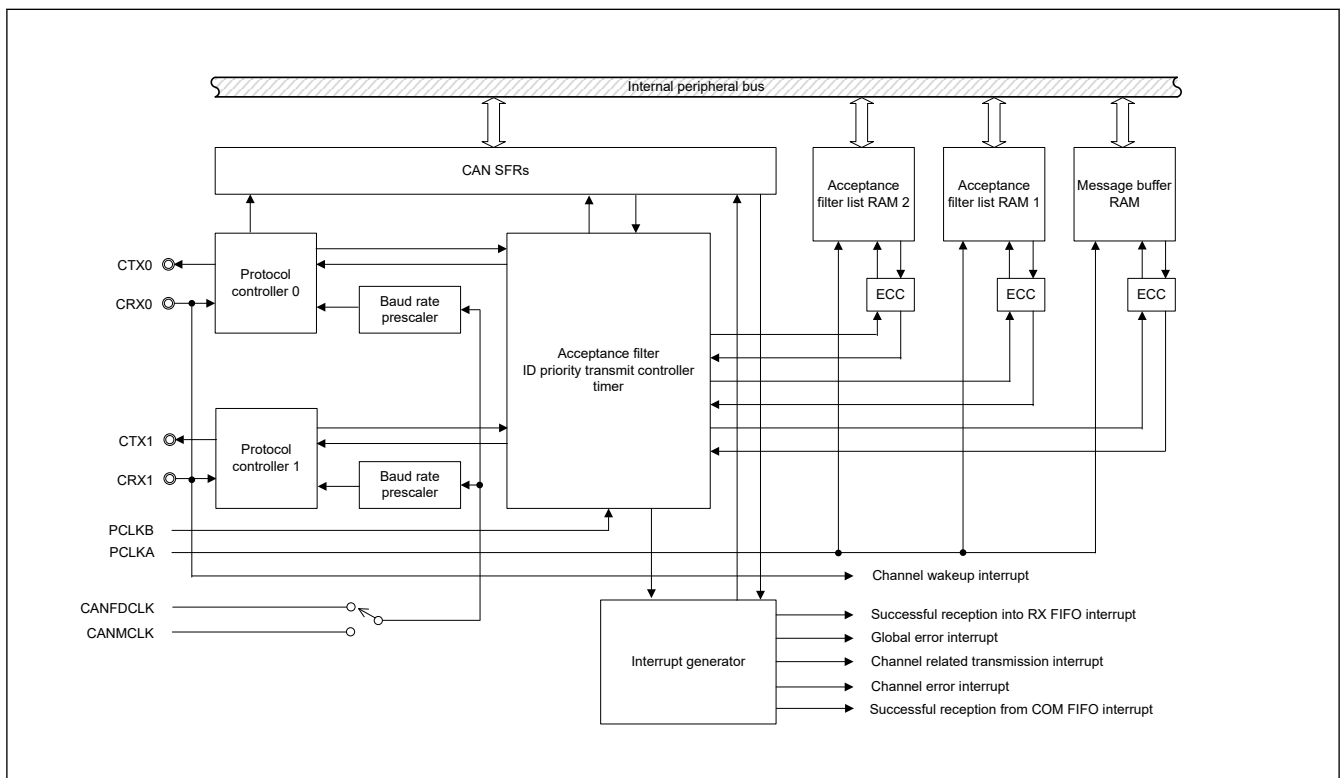 Internal peripheral bus
CAN SFRs
Acceptance
filter list RAM 2
Acceptance
filter list RAM 1
Message buffer
RAM
CTX0
CRX0
Protocol
controller 0
Baud rate
prescaler
ECC
ECC
ECC
Acceptance filter
ID priority transmit controller
timer
CTX1
CRX1
Protocol
controller 1
Baud rate
prescaler
PCLKB
PCLKA
CANFDCLK
CANMCLK
Interrupt generator
Channel wakeup interrupt
Successful reception into RX FIFO interrupt
Global error interrupt
Channel related transmission interrupt
Channel error interrupt
Successful reception from COM FIFO interrupt